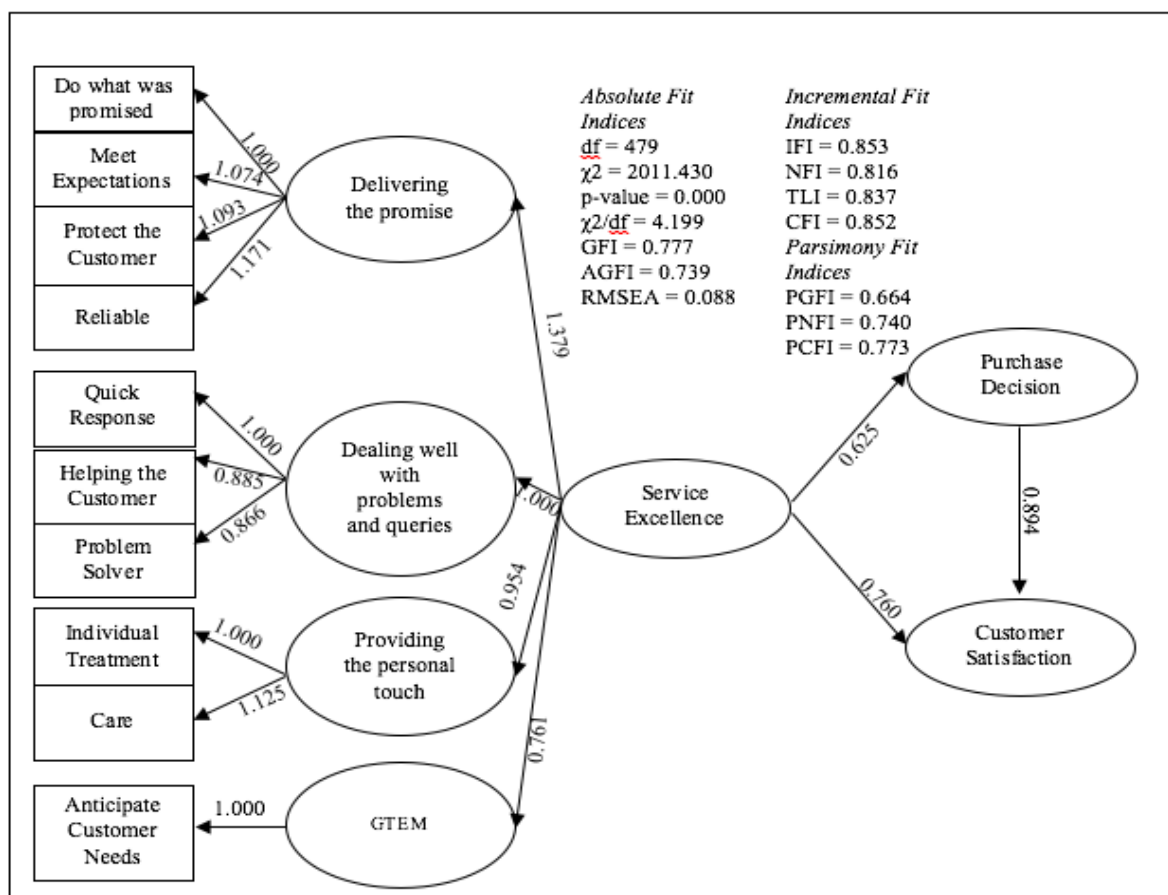 Do what was
promised
Meet
Expectations
Protect the
Customer
Reliable
1.000
1.074
1.093
1.171
Delivering
the promise
Quick
Response
Helping the
Customer
Problem
Solver
1.000
0.885
0.866
Dealing well
with
problems
and queries
Individual
Treatment
Care
1.000
1.125
Providing
the personal
touch
Anticipate
Customer
Needs
1.000
GTEM
1.379
1.000
0.954
0.761
Service
Excellence
Absolute Fit
Indices
df = 479
χ2 = 2011.430
p-value = 0.000
χ2/df = 4.199
GFI = 0.777
AGFI = 0.739
RMSEA = 0.088
Incremental Fit
Indices
IFI = 0.853
NFI = 0.816
TLI = 0.837
CFI = 0.852
Parsimony Fit
Indices
PGFI = 0.664
PNFI = 0.740
PCFI = 0.773
0.625
0.760
Purchase
Decision
0.894
Customer
Satisfaction